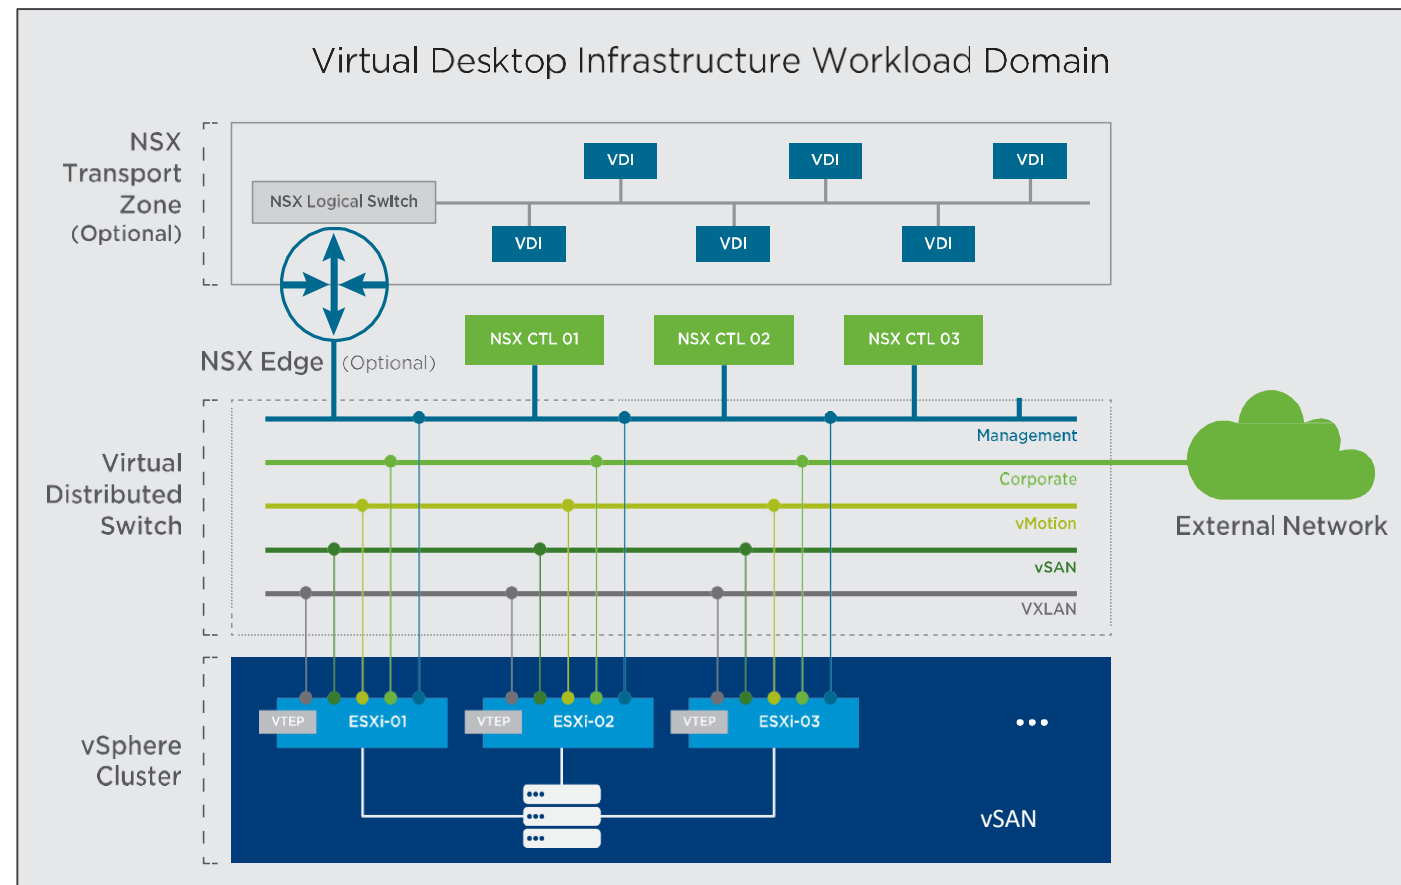 Virtual Desktop Infrastructure Workload Domain
NSX
Transport
Zone
(Optional)
NSX Logical Switch
VDI
VDI
VDI
VDI
VDI
VDI
NSX Edge (Optional)
NSX CTL 01
NSX CTL 02
NSX CTL 03
Virtual
Distributed
Switch
Management
Corporate
vMotion
vSAN
VXLAN
External Network
vSphere
Cluster
VTEP
ESXi-01
VTEP
ESXi-02
VTEP
ESXi-03
...
vSAN